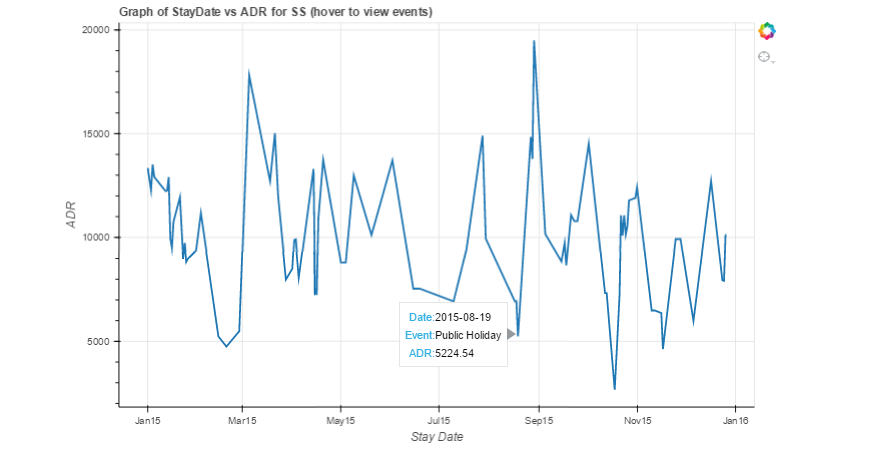 Graph of StayDate vs ADR for SS (hover to view events)
20000
15000
10000
5000
ADR
Date:2015-08-19
Event:Public Holiday
ADR:5224.54
Jan15 Mar15 May15 Jul15 Sep15 Nov15 Jan16
Stay Date